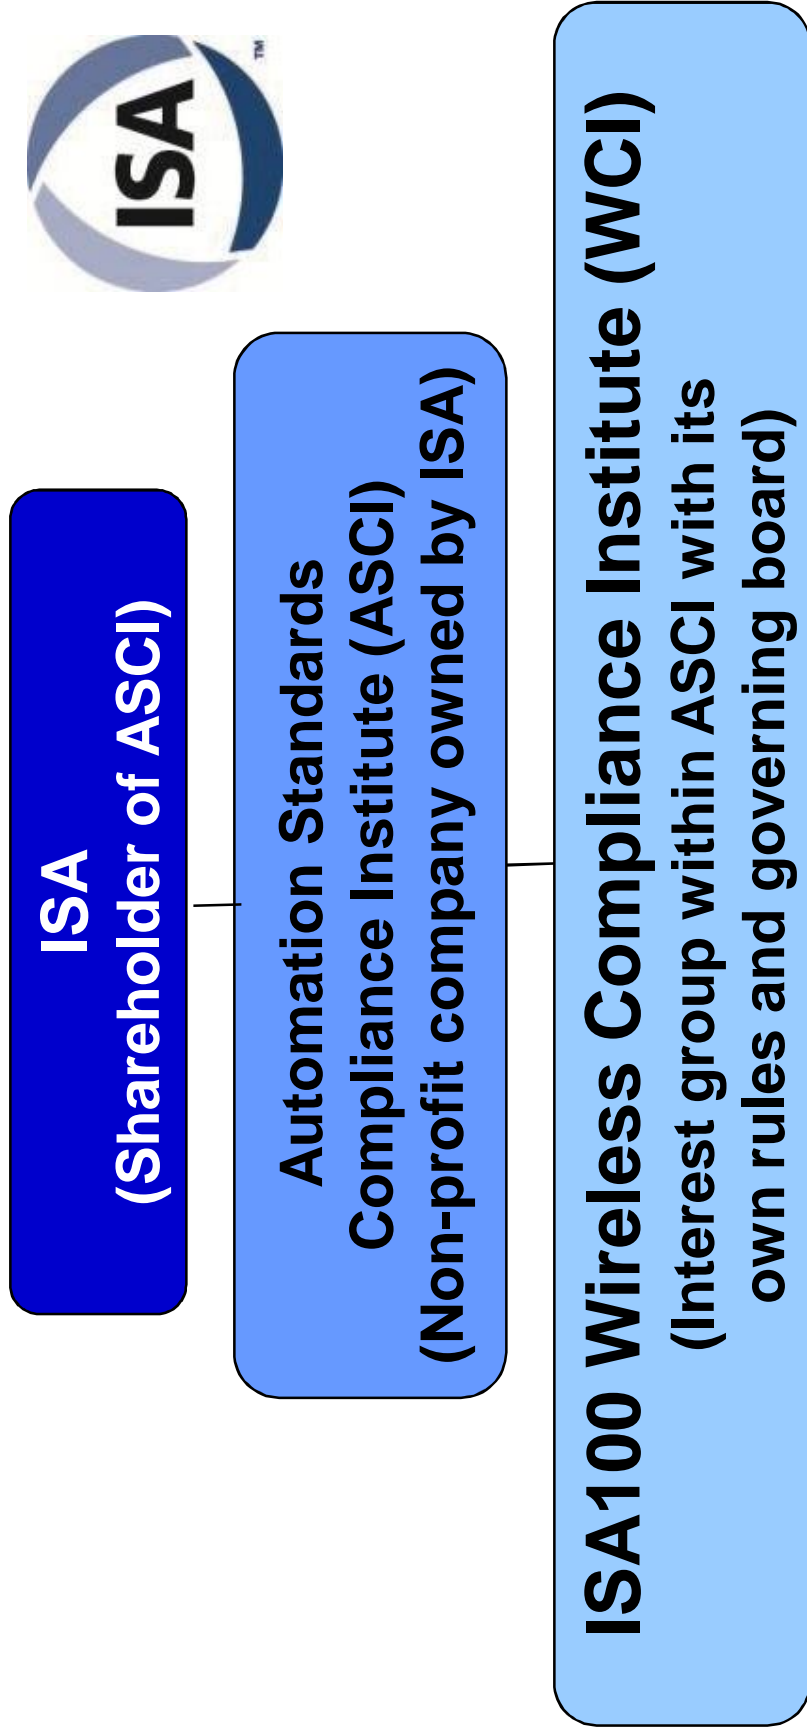 ISA
(Shareholder of ASCI)
ISA
TM
Automation Standards
Compliance Institute (ASCI)
(Non-profit company owned by ISA)
ISA100 Wireless Compliance Institute (WCI)
(Interest group within ASCI with its
own rules and governing board)